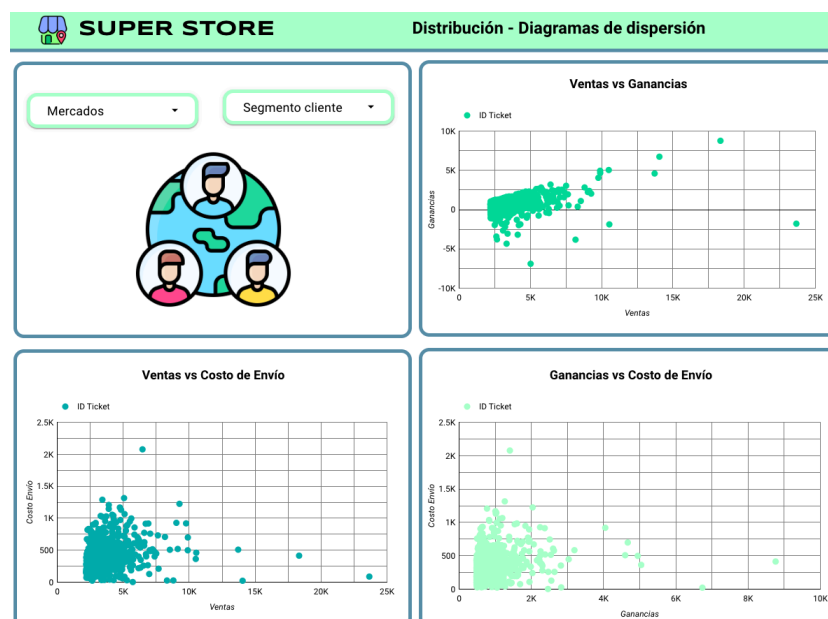 SUPER STORE
Distribución - Diagramas de dispersión
Mercados
Segmento cliente
Ventas vs Ganancias
ID Ticket
10K
5K
0
-5K
-10K
Ganancias
0 5K 10K 15K 20K 25K
Ventas
Ventas vs Costo de Envío
ID Ticket
2.5K
2K
1.5K
1K
500
0
Costo Envío
0 5K 10K 15K 20K 25K
Ventas
Ganancias vs Costo de Envío
ID Ticket
2.5K
2K
1.5K
1K
500
0
Costo Envío
0 2K 4K 6K 8K 10K
Ganancias